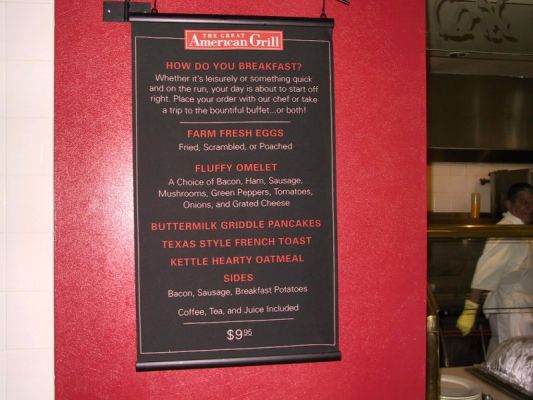 THE GREAT
American Grill
HOW DO YOU BREAKFAST?
Whether it's leisurely or something quick
and on the run, your day is about to start off
right. Place your order with our chef or take
a trip to the bountiful buffet...or both!
FARM FRESH EGGS
Fried, Scrambled, or Poached
FLUFFY OMELET
A Choice of Bacon, Ham, Sausage,
Mushrooms, Green Peppers, Tomatoes,
Onions, and Grated Cheese
BUTTERMILK GRIDDLE PANCAKES
TEXAS STYLE FRENCH TOAST
KETTLE HEARTY OATMEAL
SIDES
Bacon, Sausage, Breakfast Potatoes
Coffee, Tea, and Juice Included
$9.95